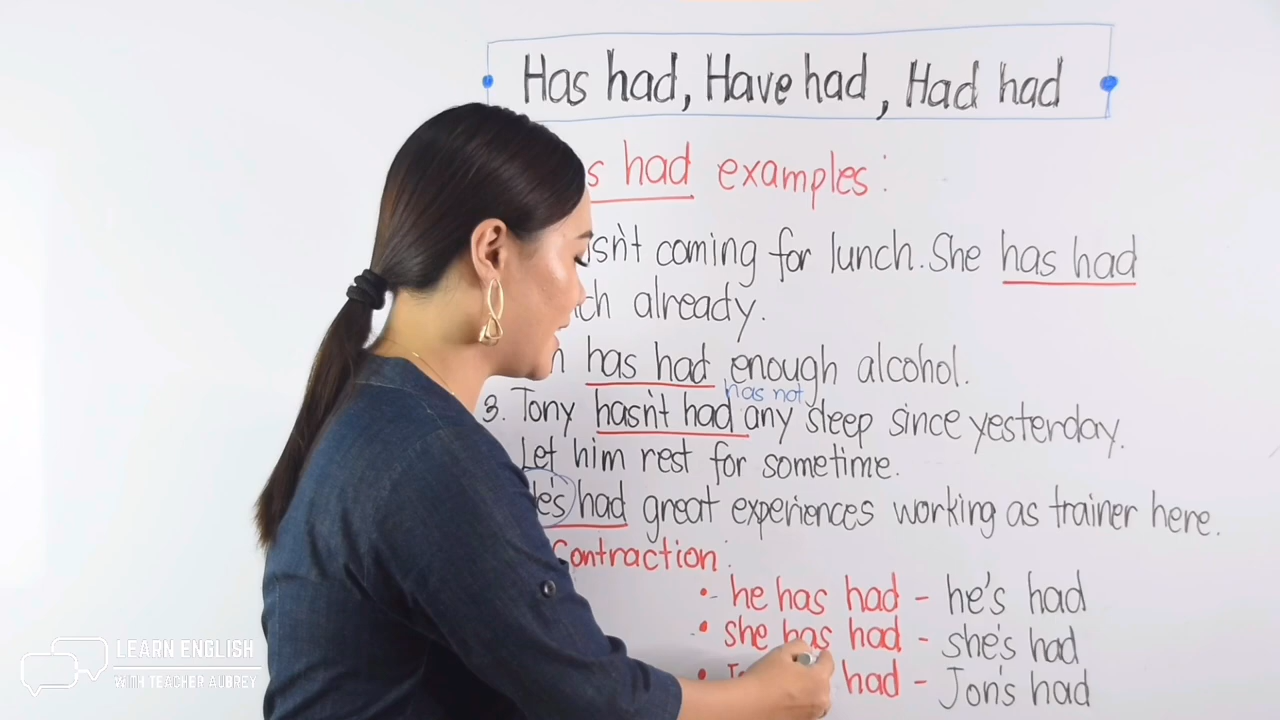 Has had, Have had, Had had
had examples:
coming for lunch. She has had
already.
has had enough alcohol.
has not
3. Tony hasn't had any sleep since yesterday.
Let him rest for sometime.
had great experiences working as trainer here.
Contraction:
• he has had - he's had
• she has had - she's had
• had - Jon's had
LEARN ENGLISH
WITH TEACHER AUBREY